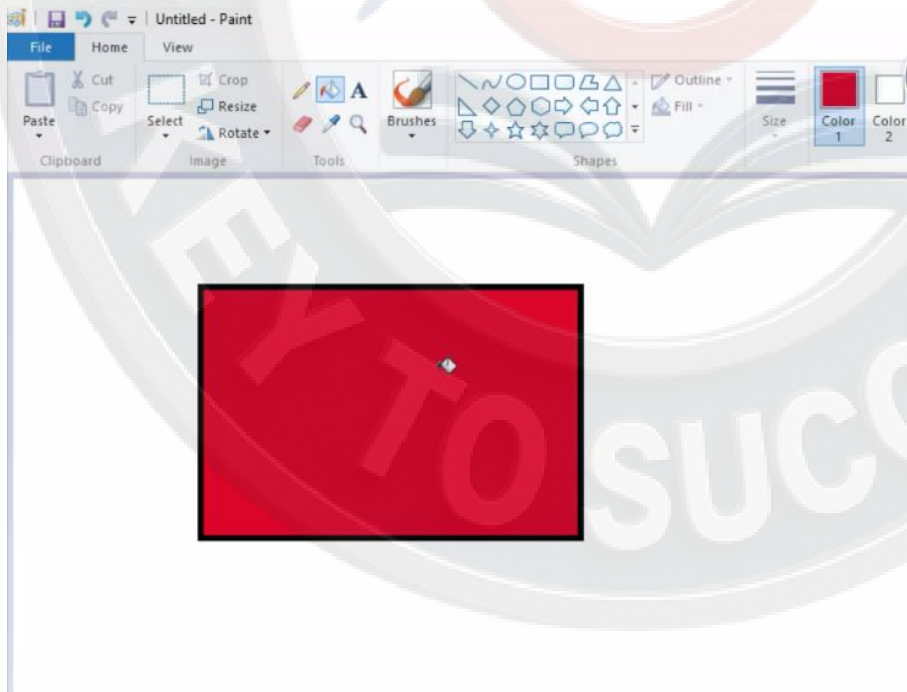 Untitled - Paint
File Home View
Paste Cut Copy Select Crop Resize Rotate A Brushes Outline Fill Size Color 1 Color 2
Clipboard Image Tools Shapes
KEY TO SUCC